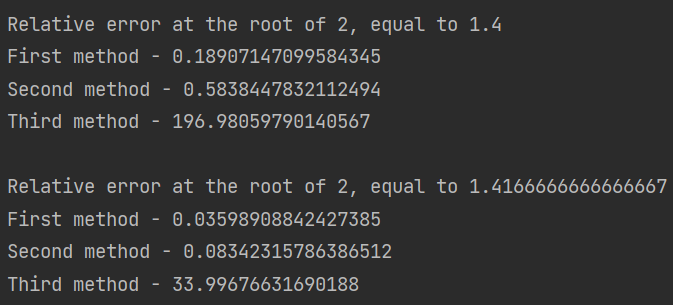 Relative error at the root of 2, equal to 1.4
First method - 0.18907147099584345
Second method - 0.5838447832112494
Third method - 196.98059790140567
Relative error at the root of 2, equal to 1.4166666666666667
First method - 0.03598908842427385
Second method - 0.08342315786386512
Third method - 33.99676631690188